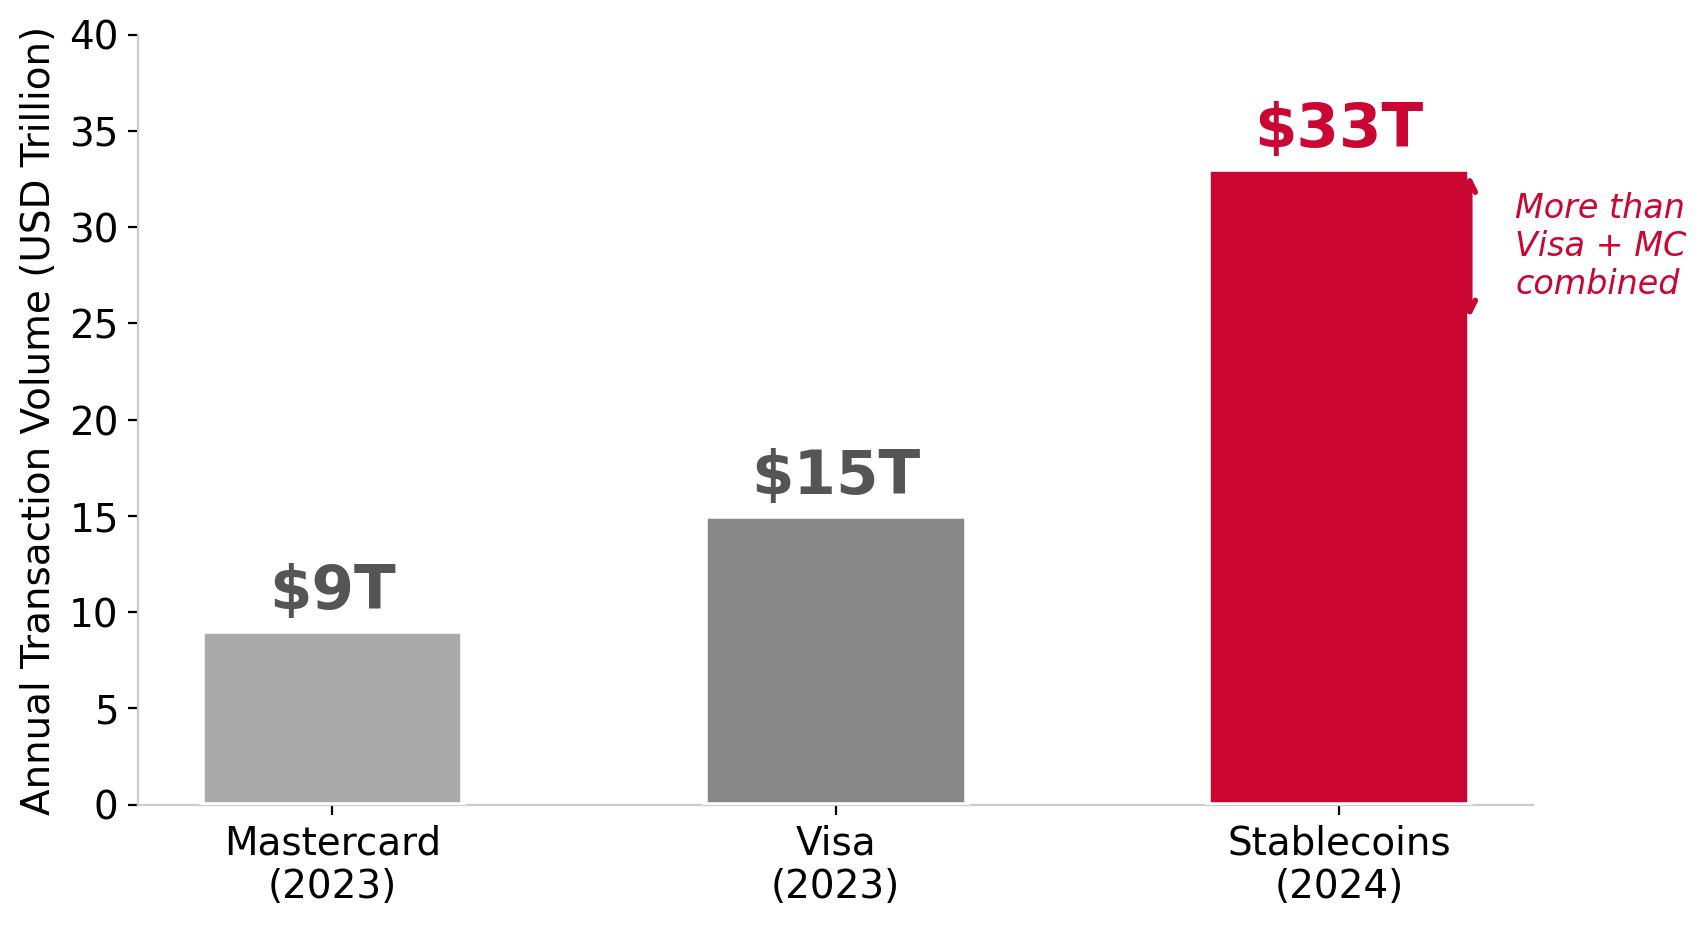 Annual Transaction Volume (USD Trillion)
40
35
30
25
20
15
10
5
0
$9T
$15T
$33T
More than
Visa + MC
combined
Mastercard
(2023)
Visa
(2023)
Stablecoins
(2024)